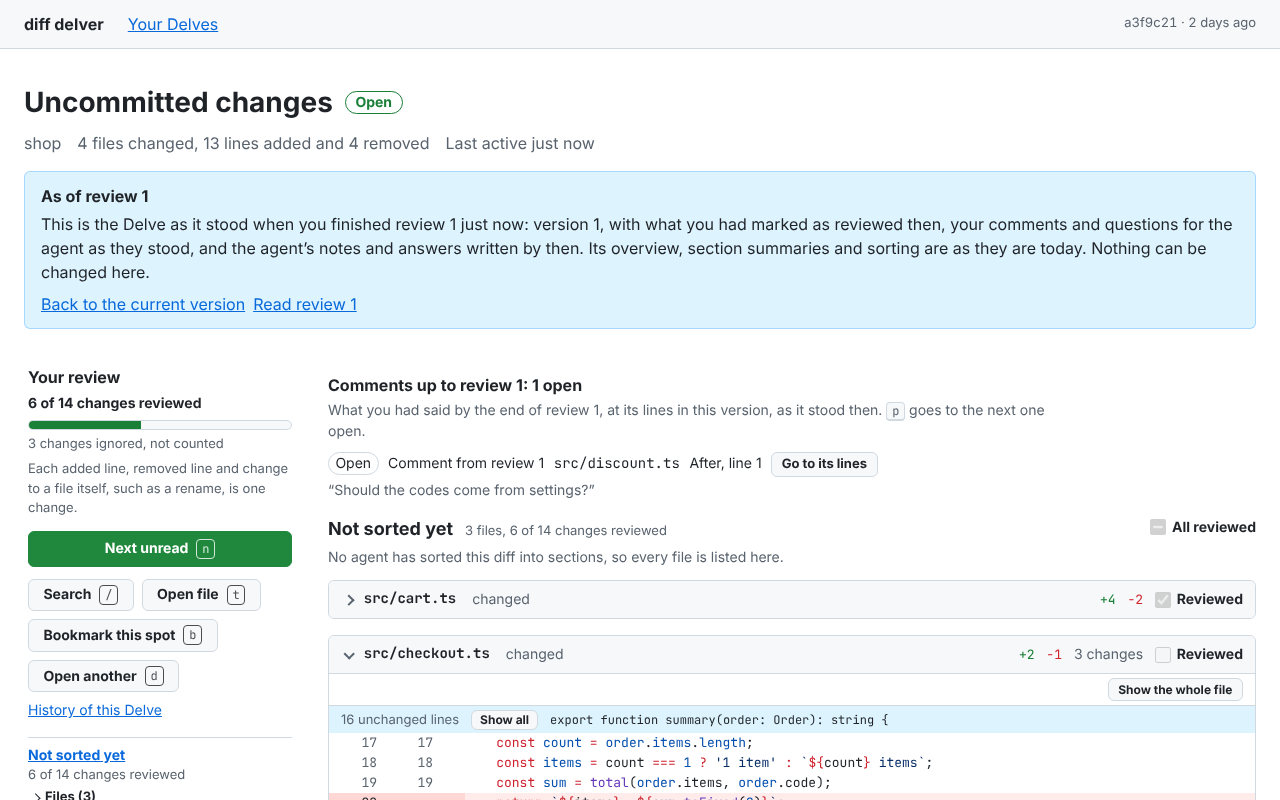 diff delver Your Delves a3f9c21 · 2 days ago
Uncommitted changes Open
shop 4 files changed, 13 lines added and 4 removed Last active just now
As of review 1
This is the Delve as it stood when you finished review 1 just now: version 1, with what you had marked as reviewed then, your comments and questions for the
agent as they stood, and the agent’s notes and answers written by then. Its overview, section summaries and sorting are as they are today. Nothing can be
changed here.
Back to the current version Read review 1
Your review
6 of 14 changes reviewed
3 changes ignored, not counted
Each added line, removed line and change
to a file itself, such as a rename, is one
change.
Next unread n
Search / Open file t
Bookmark this spot b
Open another d
History of this Delve
Not sorted yet
6 of 14 changes reviewed
Files (3)
Comments up to review 1: 1 open
What you had said by the end of review 1, at its lines in this version, as it stood then. p goes to the next one
open.
Open Comment from review 1 src/discount.ts After, line 1 Go to its lines
“Should the codes come from settings?”
Not sorted yet 3 files, 6 of 14 changes reviewed All reviewed
No agent has sorted this diff into sections, so every file is listed here.
src/cart.ts changed +4 -2 Reviewed
src/checkout.ts changed +2 -1 3 changes Reviewed
Show the whole file
16 unchanged lines Show all export function summary(order: Order): string {
17 17 const count = order.items.length;
18 18 const items = count === 1 ? '1 item' : `${count} items`;
19 19 const sum = total(order.items, order.code);